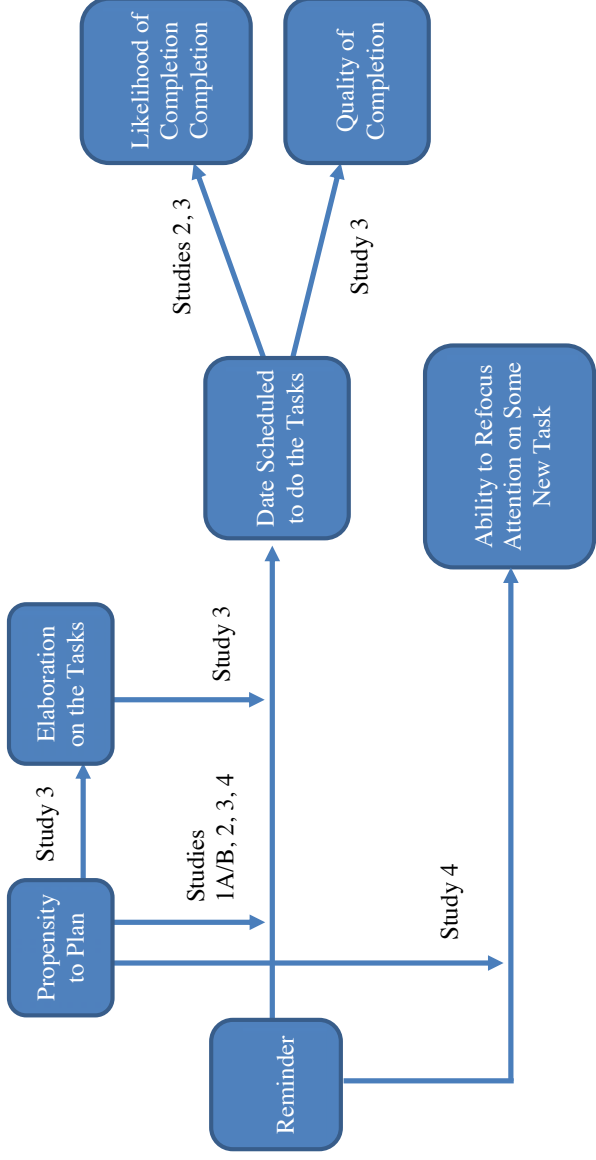 Propensity
to Plan
Study 3
Elaboration
on the Tasks
Studies
1A/B, 2, 3, 4
Study 3
Reminder
Date Scheduled
to do the Tasks
Studies 2, 3
Likelihood of
Completion
Completion
Study 3
Quality of
Completion
Study 4
Ability to Refocus
Attention on Some
New Task